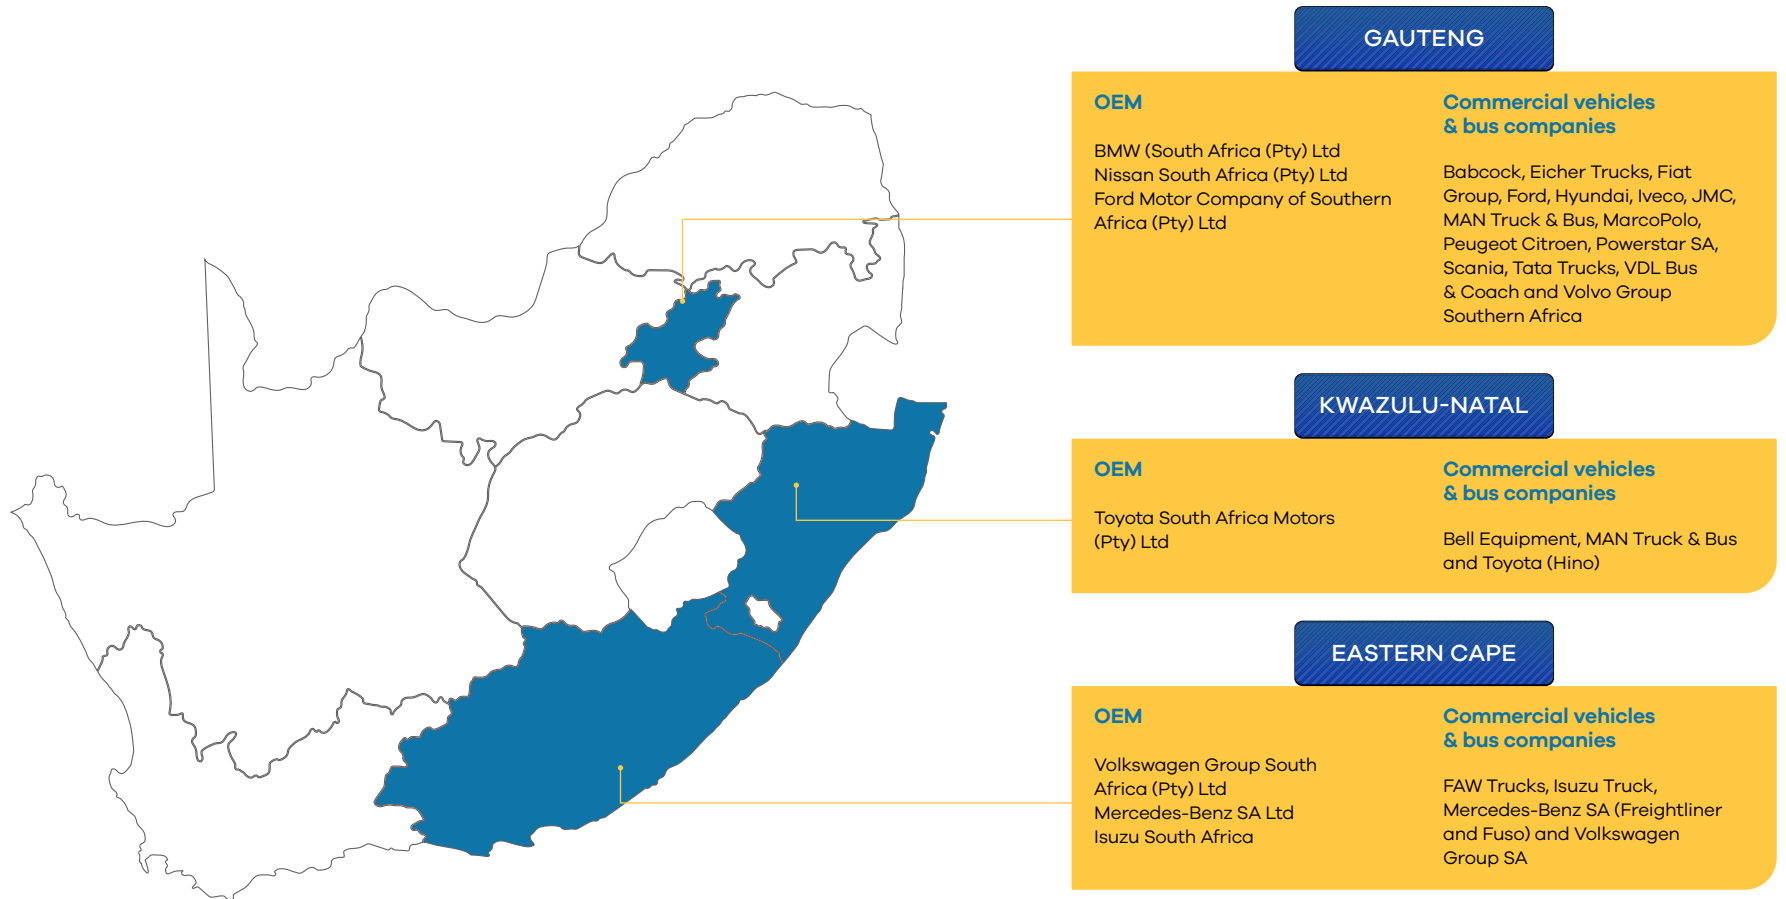 GAUTENG
OEM
BMW (South Africa (Pty) Ltd
Nissan South Africa (Pty) Ltd
Ford Motor Company of Southern
Africa (Pty) Ltd
Commercial vehicles
& bus companies
Babcock, Eicher Trucks, Fiat
Group, Ford, Hyundai, Iveco, JMC,
MAN Truck & Bus, MarcoPolo,
Peugeot Citroen, Powerstar SA,
Scania, Tata Trucks, VDL Bus
& Coach and Volvo Group
Southern Africa
KWAZULU-NATAL
OEM
Toyota South Africa Motors
(Pty) Ltd
Commercial vehicles
& bus companies
Bell Equipment, MAN Truck & Bus
and Toyota (Hino)
EASTERN CAPE
OEM
Volkswagen Group South
Africa (Pty) Ltd
Mercedes-Benz SA Ltd
Isuzu South Africa
Commercial vehicles
& bus companies
FAW Trucks, Isuzu Truck,
Mercedes-Benz SA (Freightliner
and Fuso) and Volkswagen
Group SA